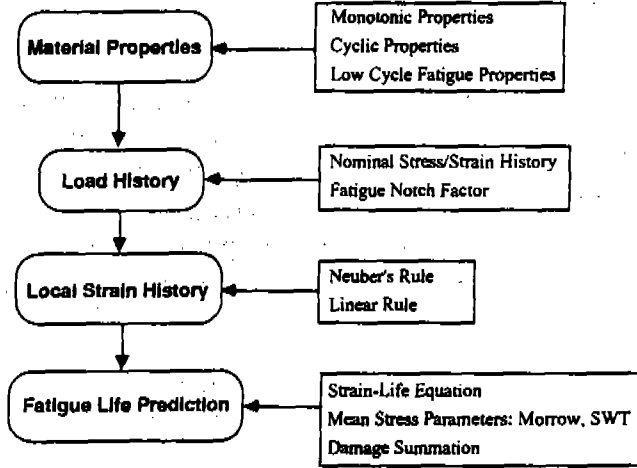 Material Properties
Monotonic Properties
Cyclic Properties
Low Cycle Fatigue Properties
Load History
Nominal Stress/Strain History
Fatigue Notch Factor
Local Strain History
Neuber's Rule
Linear Rule
Fatigue Life Prediction
Strain-Life Equation
Mean Stress Parameters: Morrow, SWT
Damage Summation